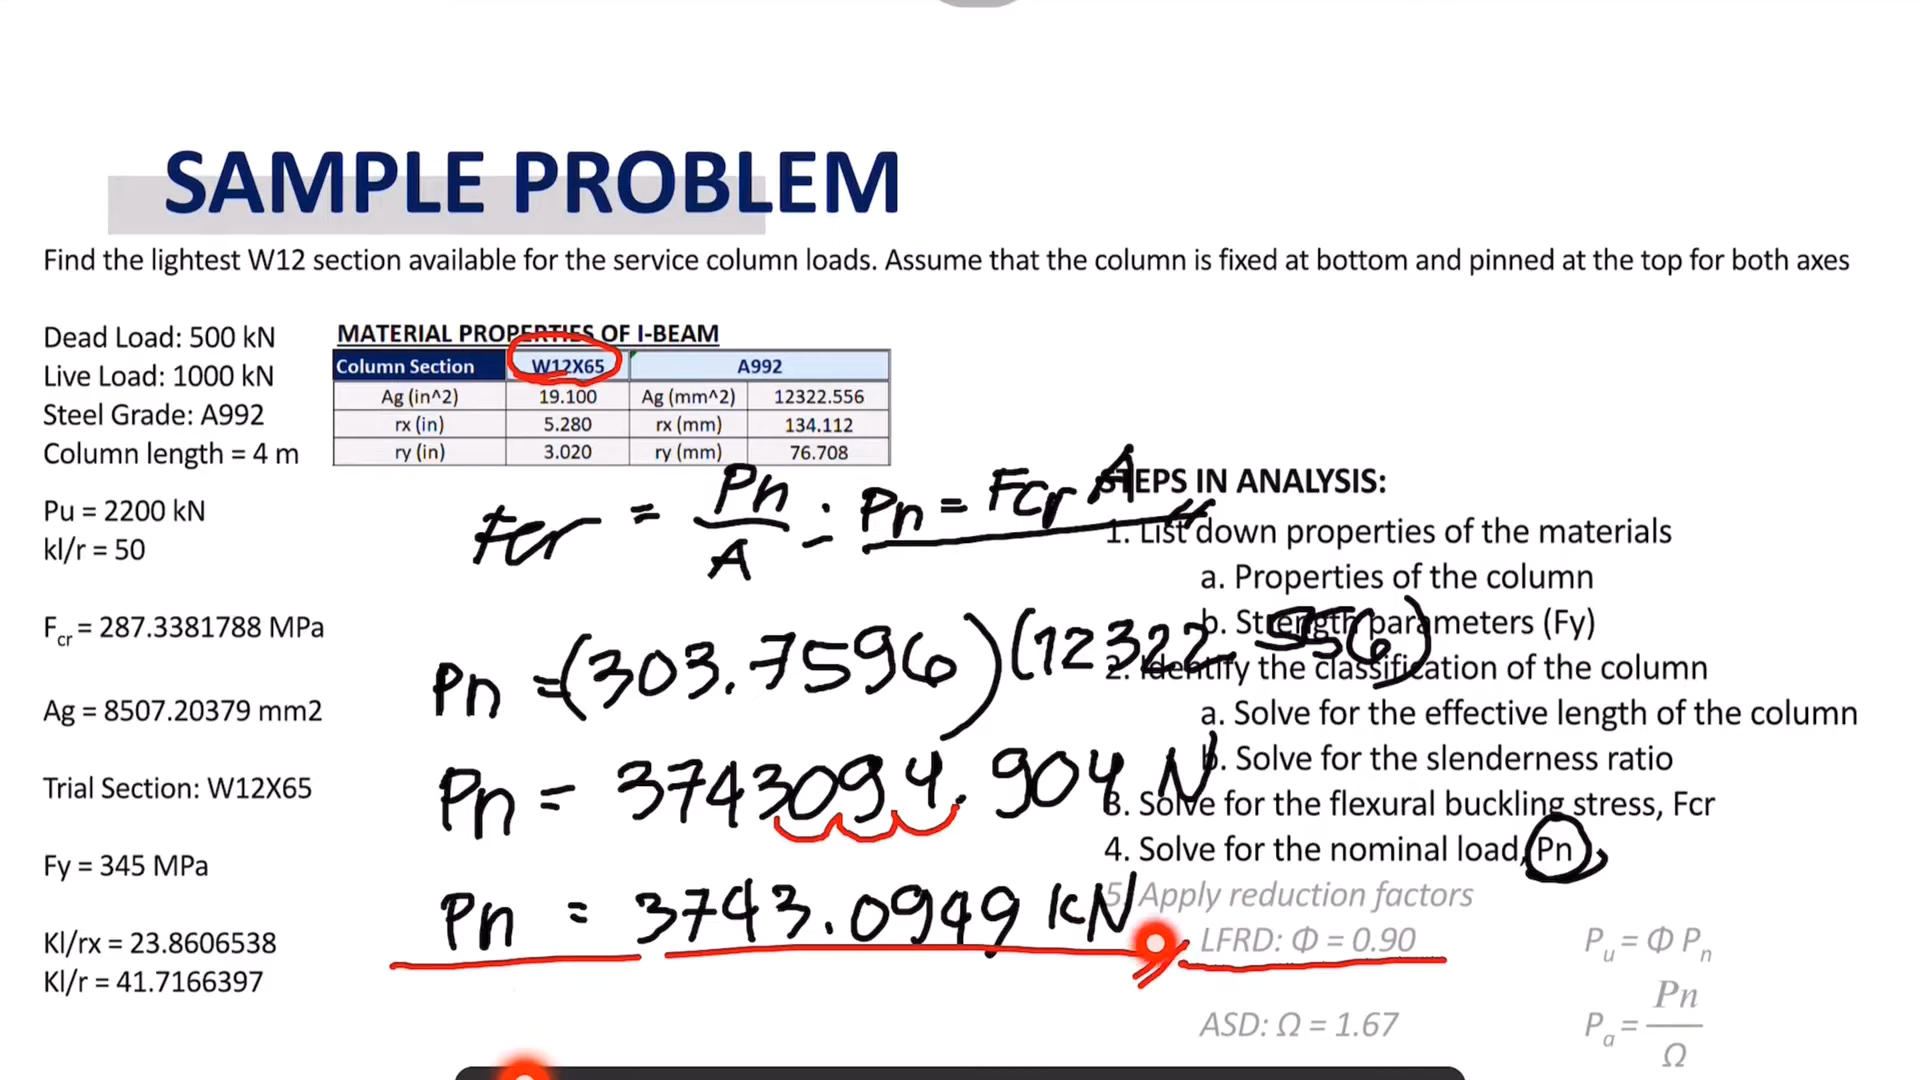 SAMPLE PROBLEM
Find the lightest W12 section available for the service column loads. Assume that the column is fixed at bottom and pinned at the top for both axes
Dead Load: 500 kN
Live Load: 1000 kN
Steel Grade: A992
Column length = 4 m
MATERIAL PROPERTIES OF I-BEAM
Column Section W12X65 A992
Ag (in^2) 19.100 Ag (mm^2) 12322.556
rx (in) 5.280 rx (mm) 134.112
ry (in) 3.020 ry (mm) 76.708
Pu = 2200 kN
kl/r = 50
Fcr = 287.3381788 MPa
Ag = 8507.20379 mm2
Trial Section: W12X65
Fy = 345 MPa
Kl/rx = 23.8606538
Kl/r = 41.7166397
Fcr = Pn / A ; Pn = Fcr A
Pn = (303.7596)(12322.556)
Pn = 3743094.904 N
Pn = 3743.0949 kN
STEPS IN ANALYSIS:
1. List down properties of the materials
a. Properties of the column
b. Strength parameters (Fy)
2. Identify the classification of the column
a. Solve for the effective length of the column
b. Solve for the slenderness ratio
3. Solve for the flexural buckling stress, Fcr
4. Solve for the nominal load, Pn
5. Apply reduction factors
LFRD: Φ = 0.90 Pu = Φ Pn
ASD: Ω = 1.67 Pa = Pn / Ω